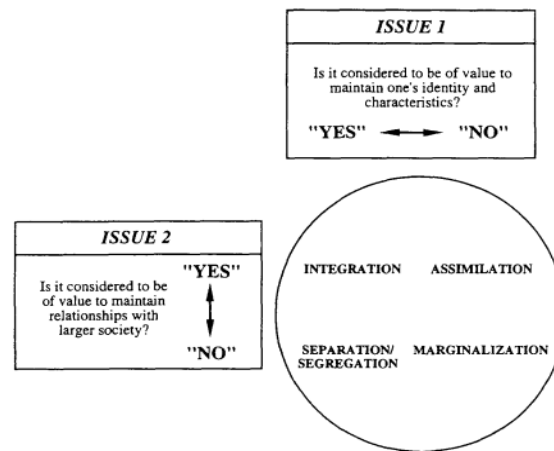 ISSUE 1
Is it considered to be of value to
maintain one's identity and
characteristics?
"YES" "NO"
ISSUE 2
"YES"
Is it considered to be
of value to maintain
relationships with
larger society?
"NO"
INTEGRATION ASSIMILATION
SEPARATION/ MARGINALIZATION
SEGREGATION